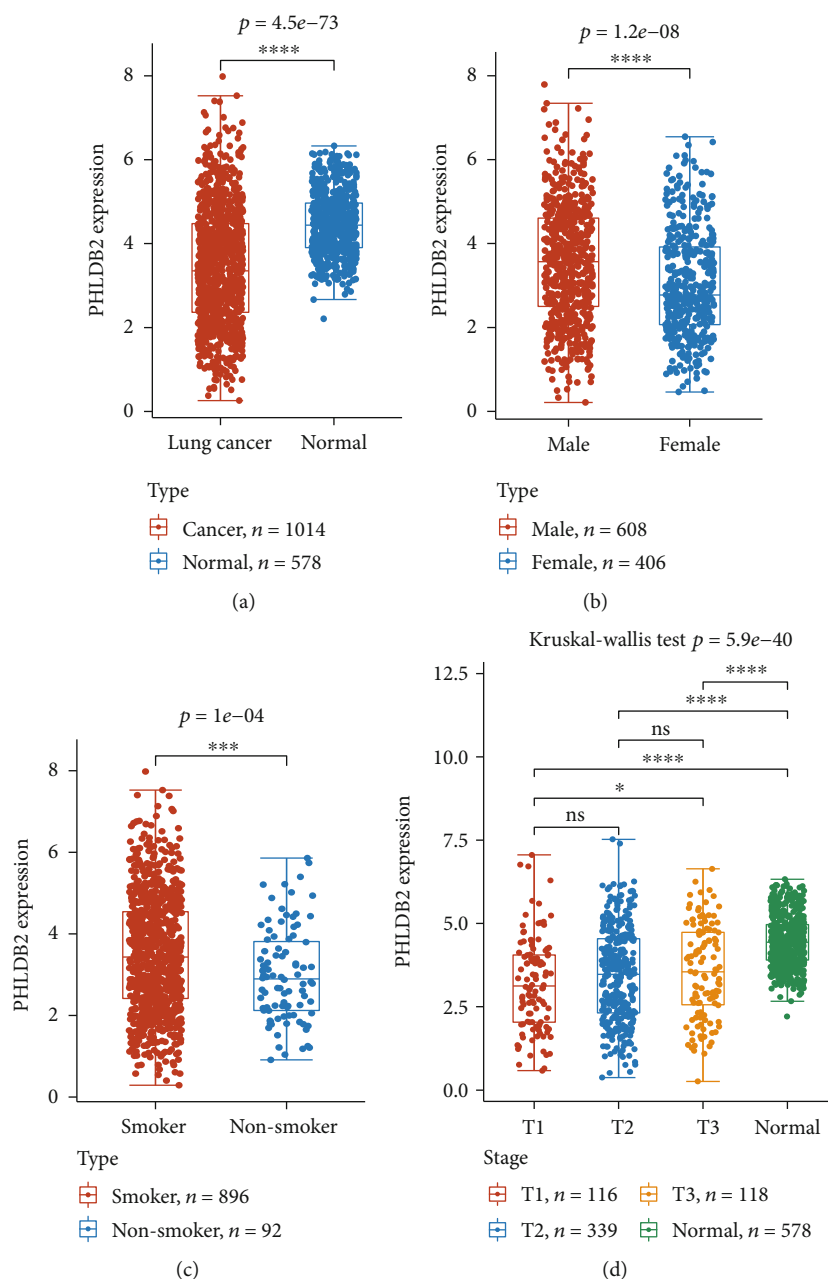 p = 4.5e−73
****
8
6
4
2
0
PHLDB2 expression
Lung cancer
Normal
Type
Cancer, n = 1014
Normal, n = 578
(a)
p = 1.2e−08
****
8
6
4
2
0
PHLDB2 expression
Male
Female
Type
Male, n = 608
Female, n = 406
(b)
p = 1e−04
***
8
6
4
2
0
PHLDB2 expression
Smoker
Non-smoker
Type
Smoker, n = 896
Non-smoker, n = 92
(c)
Kruskal-wallis test p = 5.9e−40
****
****
ns
****
*
ns
12.5
10.0
7.5
5.0
2.5
0.0
PHLDB2 expression
T1
T2
T3
Normal
Stage
T1, n = 116
T3, n = 118
T2, n = 339
Normal, n = 578
(d)